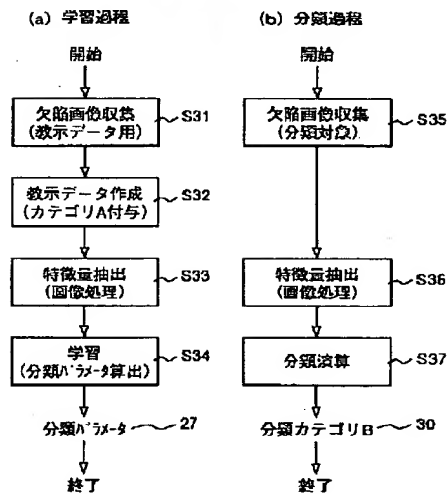 (a) 学習過程
開始
欠陥画像収集
(教示データ用)
S31
教示データ作成
(カテゴリA付与)
S32
特徴量抽出
(画像処理)
S33
学習
(分類パラメータ算出)
S34
分類パラメータ
27
終了
(b) 分類過程
開始
欠陥画像収集
(分類対象)
S35
特徴量抽出
(画像処理)
S36
分類演算
S37
分類カテゴリB
30
終了